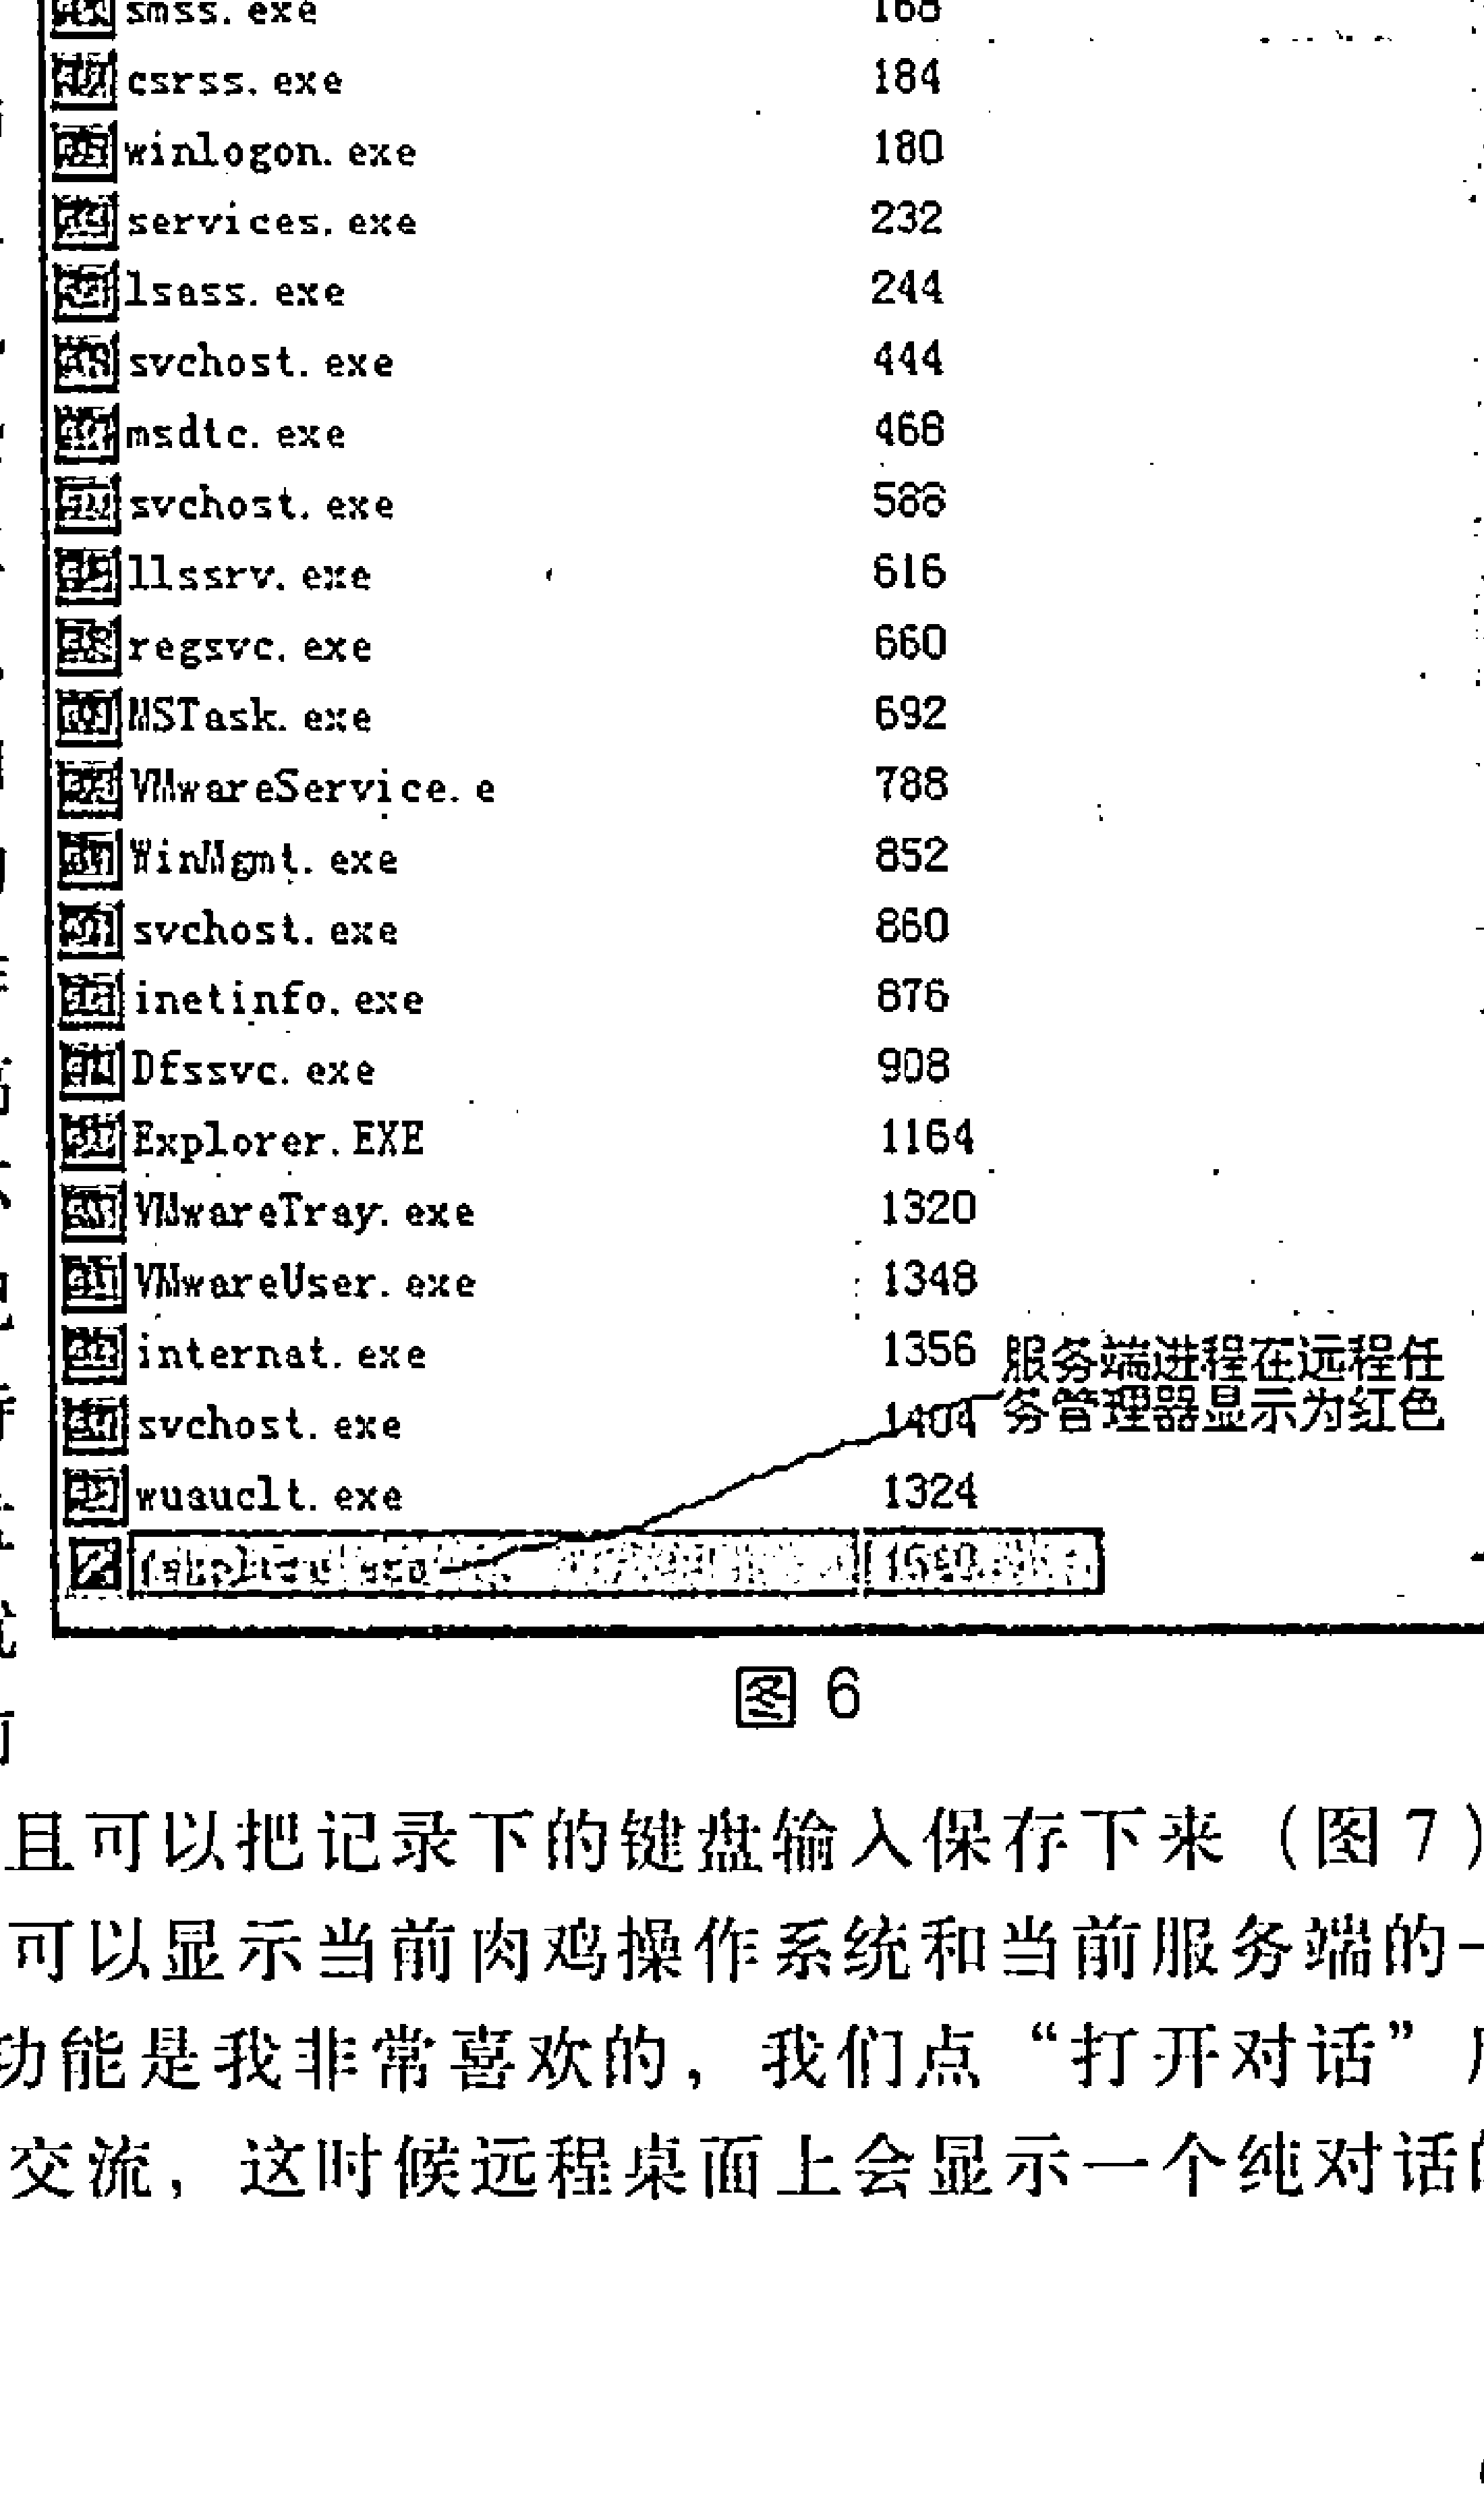 smss.exe 168
csrss.exe 184
winlogon.exe 180
services.exe 232
lsass.exe 244
svchost.exe 444
msdtc.exe 468
svchost.exe 588
llssrv.exe 616
regsvc.exe 660
MSTask.exe 692
VMwareService.e 788
WinMgmt.exe 852
svchost.exe 860
inetinfo.exe 876
Dfssvc.exe 908
Explorer.EXE 1164
VMwareTray.exe 1320
VMwareUser.exe 1348
internat.exe 1356
服务端进程在远程任
务管理器显示为红色
svchost.exe 1404
wuauclt.exe 1324
图 6
且可以把记录下的键盘输入保存下来（图 7）
可以显示当前肉鸡操作系统和当前服务端的一
功能是我非常喜欢的，我们点“打开对话”
交流，这时候远程桌面上会显示一个纯对话的